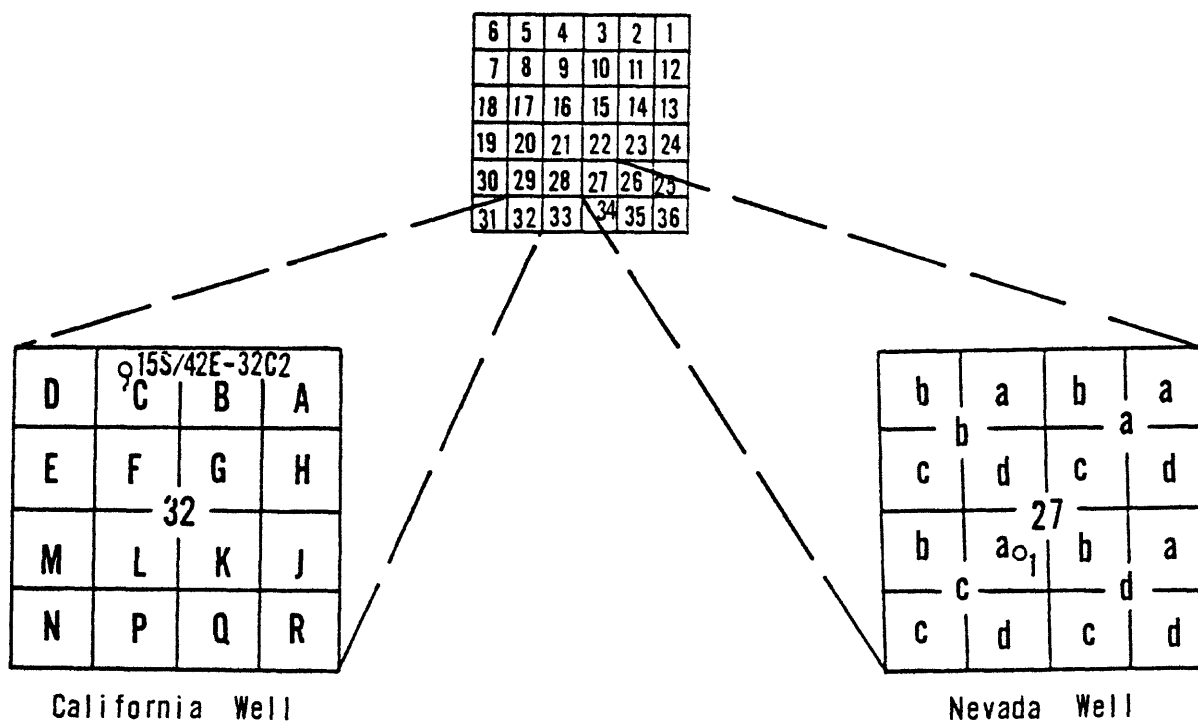 6 5 4 3 2 1
7 8 9 10 11 12
18 17 16 15 14 13
19 20 21 22 23 24
30 29 28 27 26 25
31 32 33 34 35 36
15S/42E-32C2
D C B A
E F G H
32
M L K J
N P Q R
California Well
b a b a
b a
c d c d
27
b a 1 b a
c d
c d c d
Nevada Well